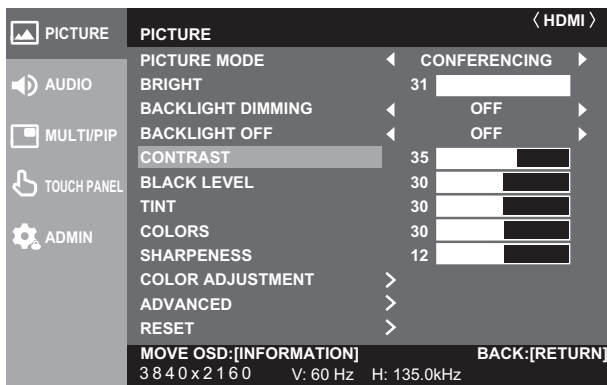 PICTURE
AUDIO
MULTI/PIP
TOUCH PANEL
ADMIN
PICTURE 〈HDMI〉
PICTURE MODE CONFERENCING
BRIGHT 31
BACKLIGHT DIMMING OFF
BACKLIGHT OFF OFF
CONTRAST 35
BLACK LEVEL 30
TINT 30
COLORS 30
SHARPENESS 12
COLOR ADJUSTMENT
ADVANCED
RESET
MOVE OSD:[INFORMATION] BACK:[RETURN]
3840x2160 V: 60 Hz H: 135.0kHz